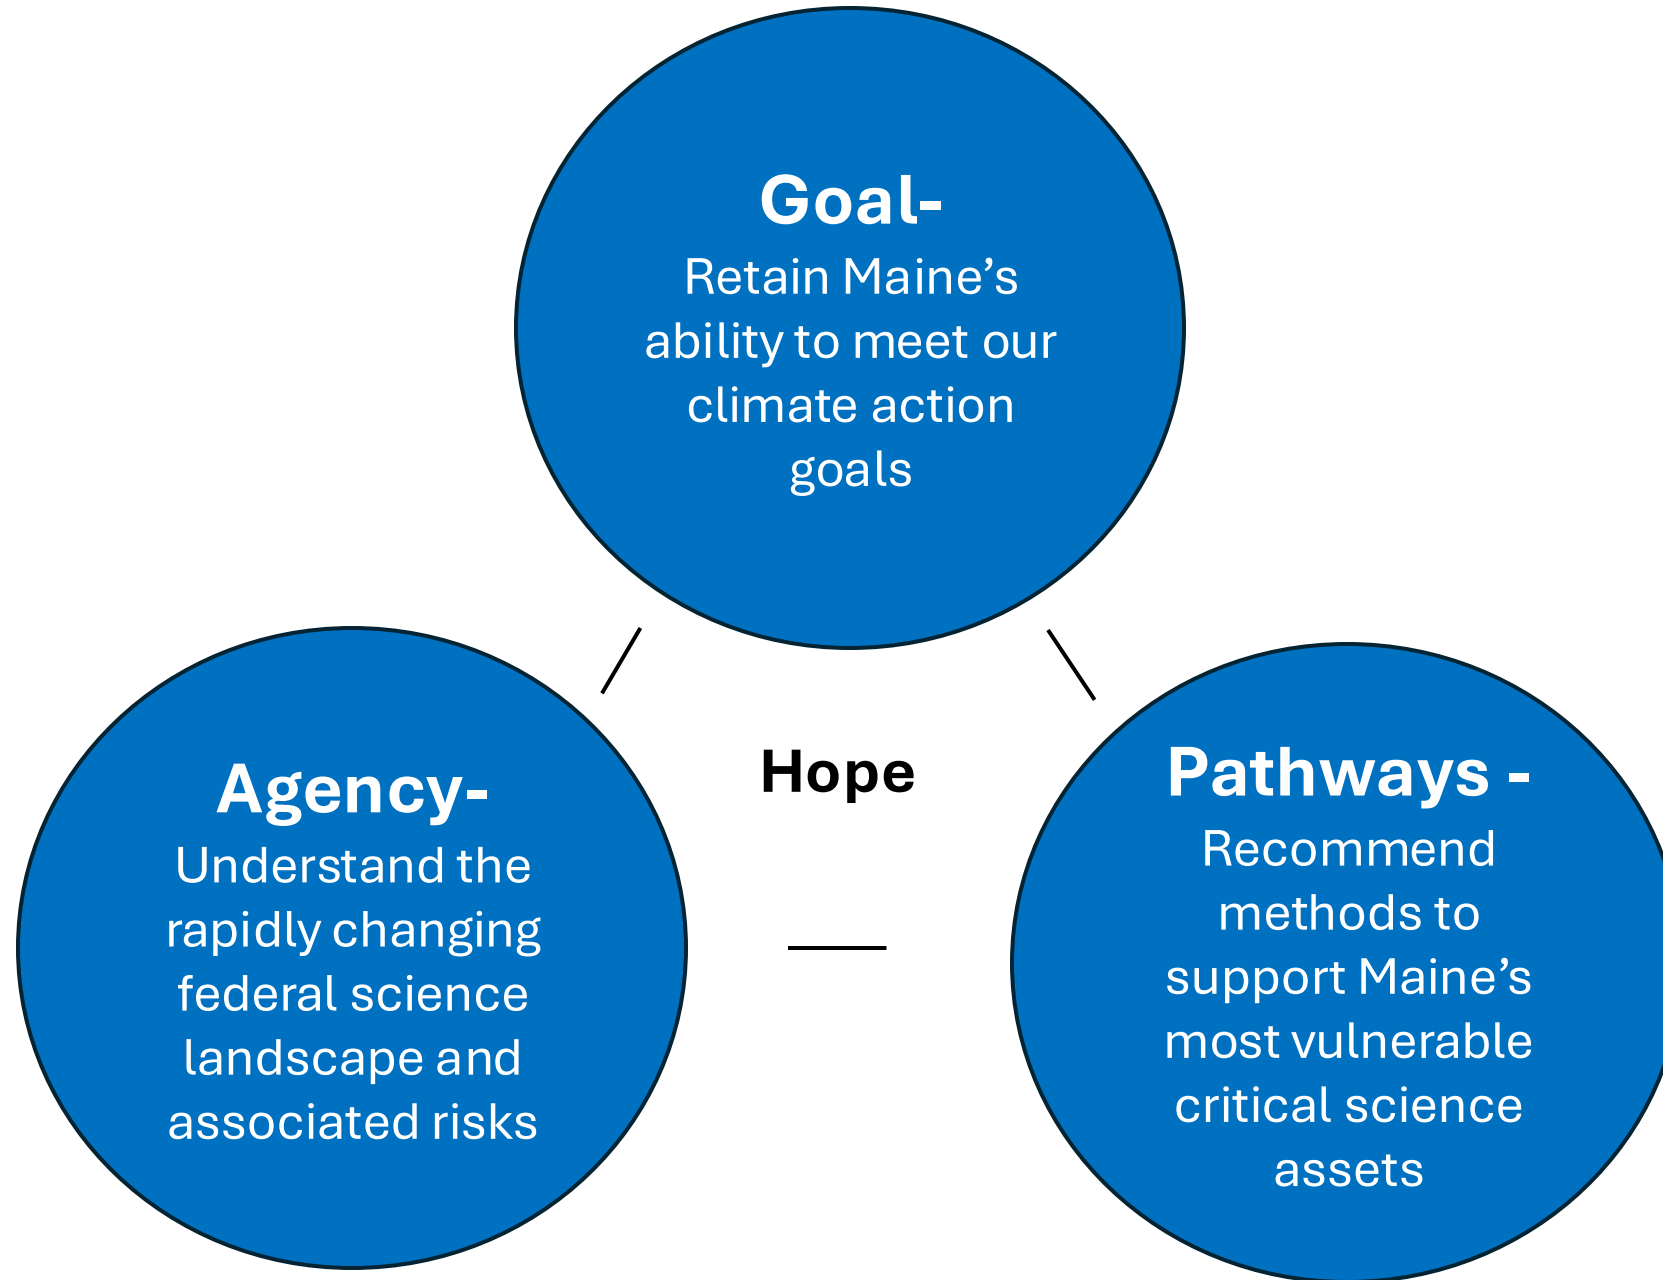 Goal-
Retain Maine’s
ability to meet our
climate action
goals
Hope
Agency-
Understand the
rapidly changing
federal science
landscape and
associated risks
Pathways -
Recommend
methods to
support Maine’s
most vulnerable
critical science
assets